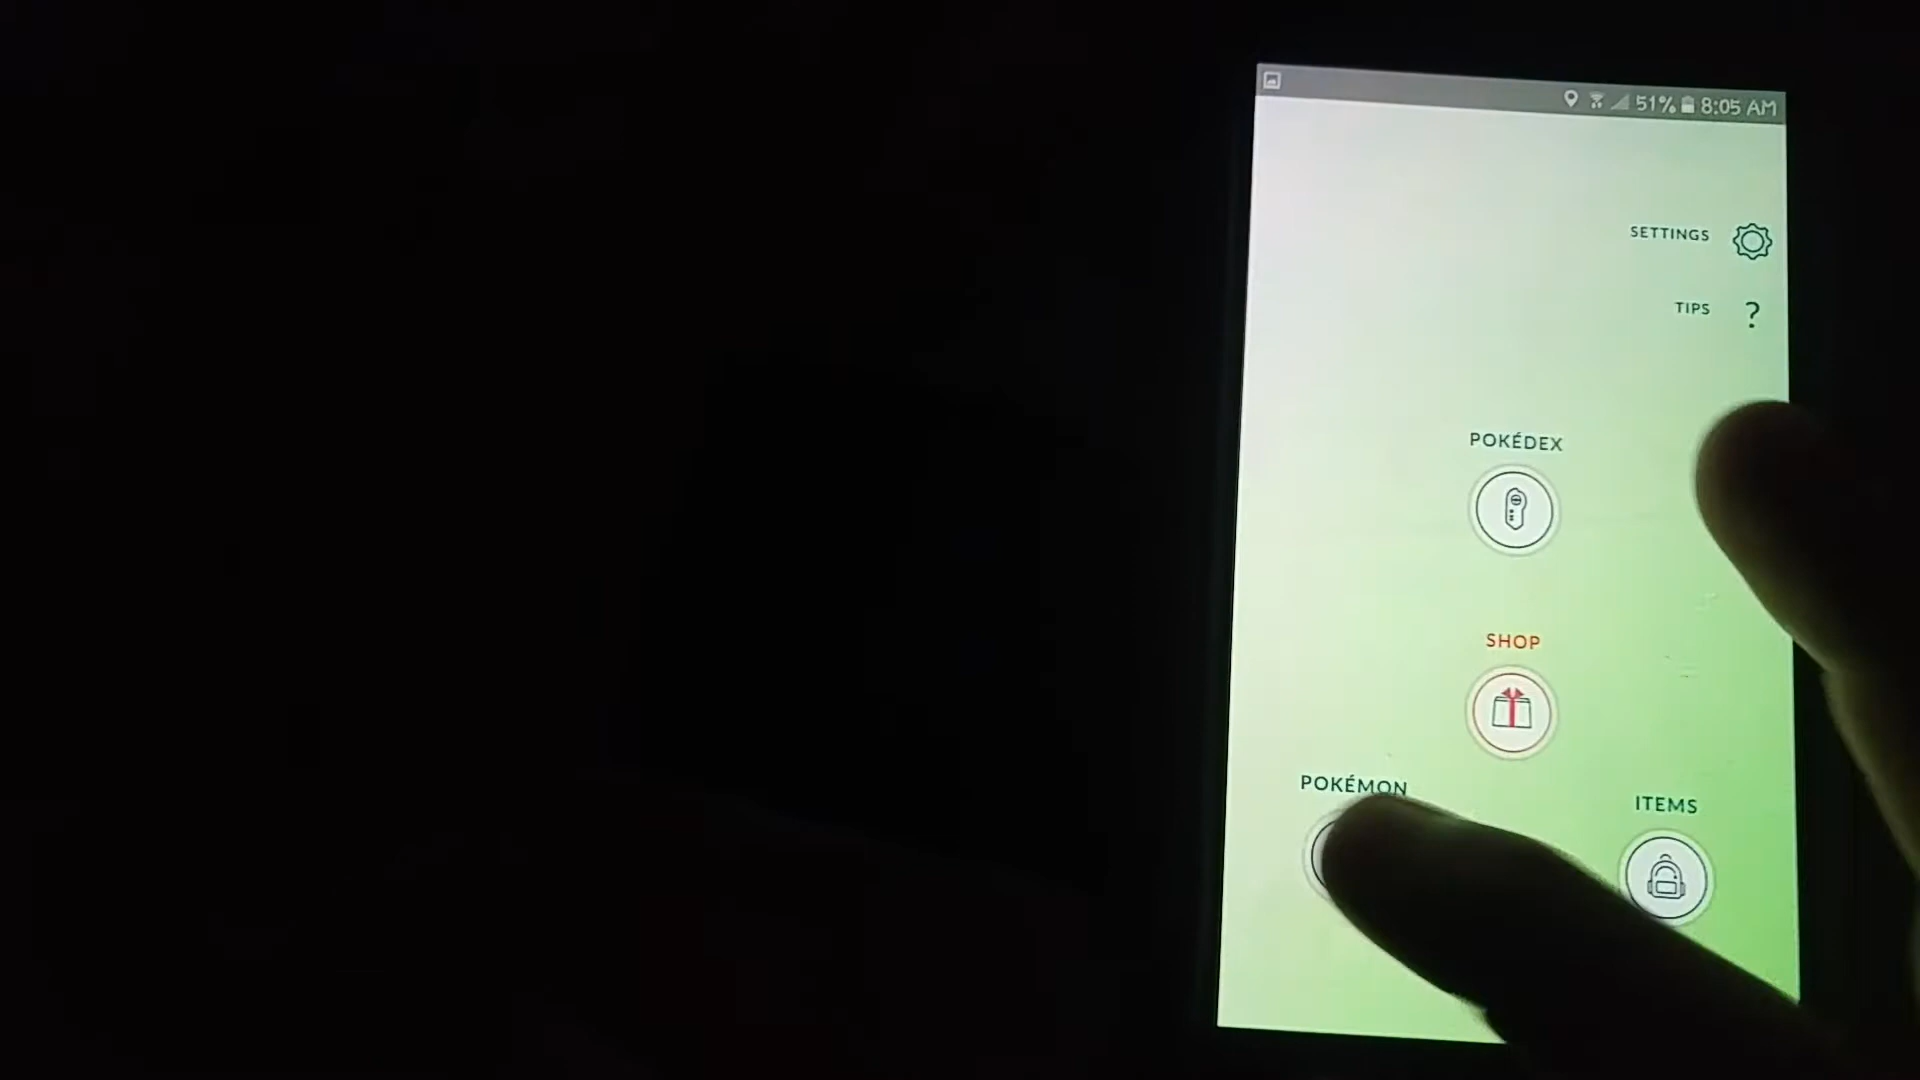 51% 8:05 AM
SETTINGS
TIPS ?
POKÉDEX
SHOP
POKÉMON
ITEMS